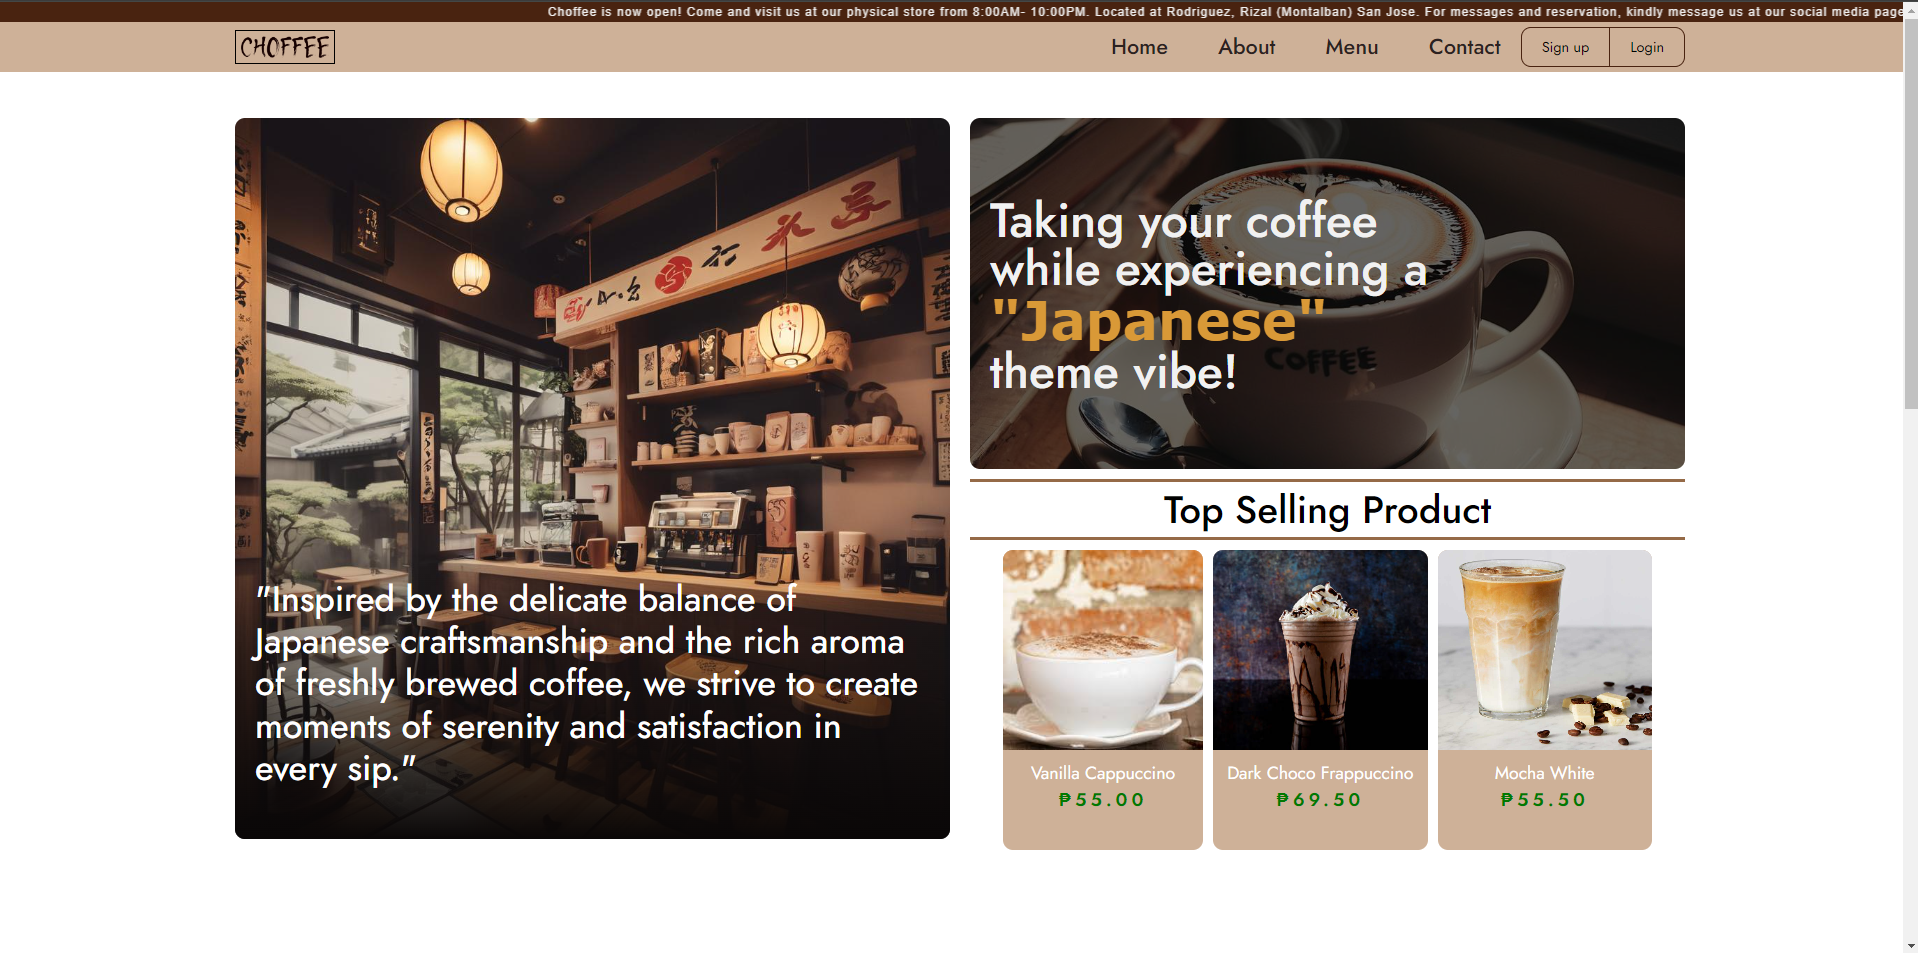 Choffee is now open! Come and visit us at our physical store from 8:00AM- 10:00PM. Located at Rodriguez, Rizal (Montalban) San Jose. For messages and reservation, kindly message us at our social media page
CHOFFEE
Home About Menu Contact Sign up Login
"Inspired by the delicate balance of
Japanese craftsmanship and the rich aroma
of freshly brewed coffee, we strive to create
moments of serenity and satisfaction in
every sip."
Taking your coffee
while experiencing a
"Japanese"
theme vibe!
COFFEE
Top Selling Product
Vanilla Cappuccino
₱55.00
Dark Choco Frappuccino
₱69.50
Mocha White
₱55.50